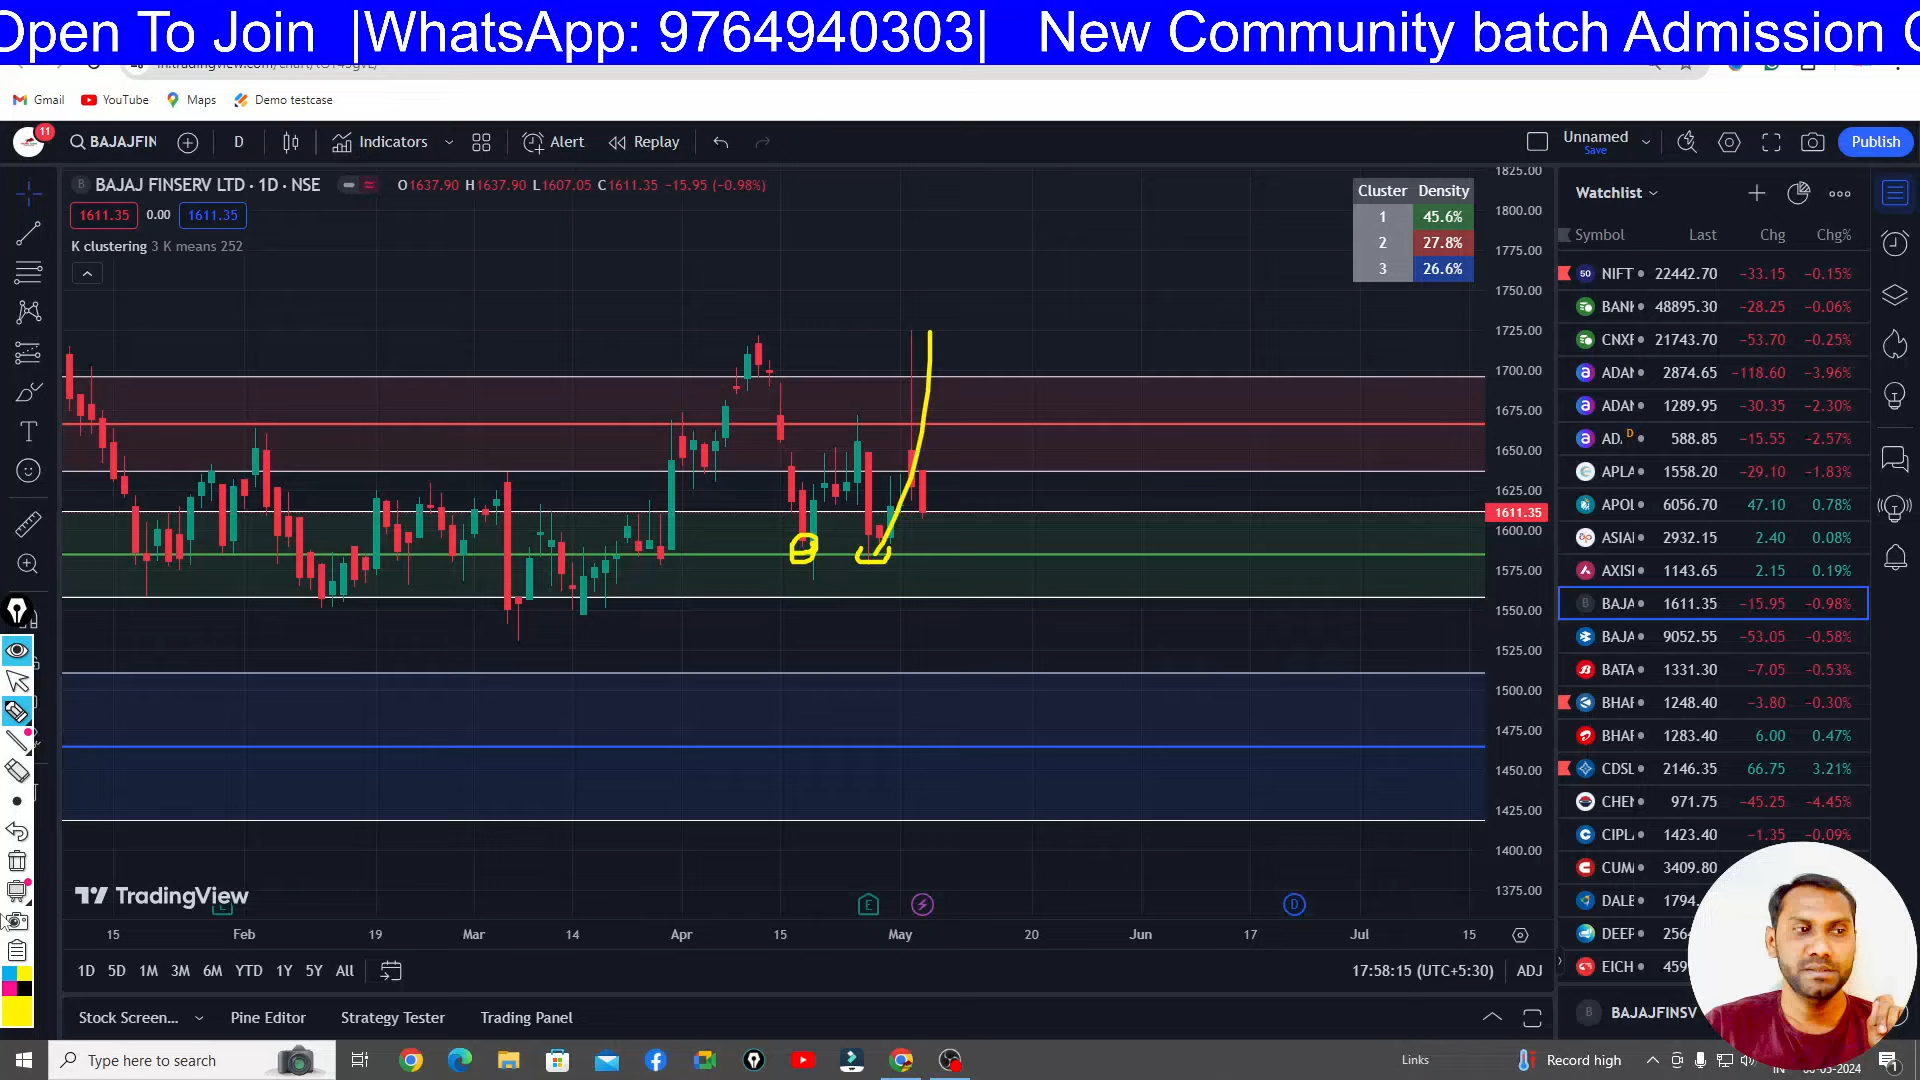 Open To Join |WhatsApp: 9764940303| New Community batch Admission
Gmail YouTube Maps Demo testcase
11 BAJAJFIN D Indicators Alert Replay Unnamed Save Publish
BAJAJ FINSERV LTD · 1D · NSE O1637.90 H1637.90 L1607.05 C1611.35 −15.95 (−0.98%)
1611.35 0.00 1611.35
K clustering 3 K means 252
Cluster Density
1 45.6%
2 27.8%
3 26.6%
1825.00
1800.00
1775.00
1750.00
1725.00
1700.00
1675.00
1650.00
1625.00
1611.35
1600.00
1575.00
1550.00
1525.00
1500.00
1475.00
1450.00
1425.00
1400.00
1375.00
TradingView
E E D
15 Feb 19 Mar 14 Apr 15 May 20 Jun 17 Jul 15
1D 5D 1M 3M 6M YTD 1Y 5Y All 17:58:15 (UTC+5:30) ADJ
Stock Screen... Pine Editor Strategy Tester Trading Panel
Watchlist
Symbol Last Chg Chg%
50 NIFT 22442.70 −33.15 −0.15%
BANK 48895.30 −28.25 −0.06%
CNXF 21743.70 −53.70 −0.25%
ADAN 2874.65 −118.60 −3.96%
ADAN 1289.95 −30.35 −2.30%
AD. D 588.85 −15.55 −2.57%
APLA 1558.20 −29.10 −1.83%
APOL 6056.70 47.10 0.78%
ASIA 2932.15 2.40 0.08%
AXISI 1143.65 2.15 0.19%
B BAJA 1611.35 −15.95 −0.98%
BAJA 9052.55 −53.05 −0.58%
BATA 1331.30 −7.05 −0.53%
BHAF 1248.40 −3.80 −0.30%
BHAF 1283.40 6.00 0.47%
CDSL 2146.35 66.75 3.21%
CHEN 971.75 −45.25 −4.45%
CIPL 1423.40 −1.35 −0.09%
CUM 3409.80
DALB 1794.
DEEP 256
EICH 459
B BAJAJFINSV
Type here to search Links Record high IN